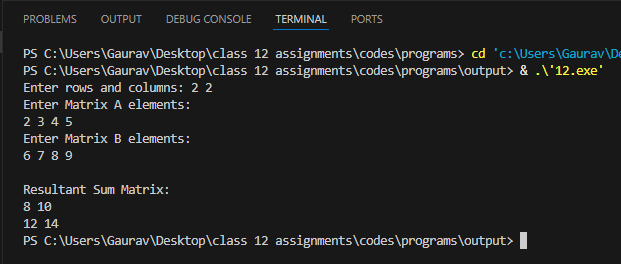 PROBLEMS OUTPUT DEBUG CONSOLE TERMINAL PORTS
PS C:\Users\Gaurav\Desktop\class 12 assignments\codes\programs> cd 'c:\Users\Gaurav\De
PS C:\Users\Gaurav\Desktop\class 12 assignments\codes\programs\output> & .\'12.exe'
Enter rows and columns: 2 2
Enter Matrix A elements:
2 3 4 5
Enter Matrix B elements:
6 7 8 9
Resultant Sum Matrix:
8 10
12 14
PS C:\Users\Gaurav\Desktop\class 12 assignments\codes\programs\output>